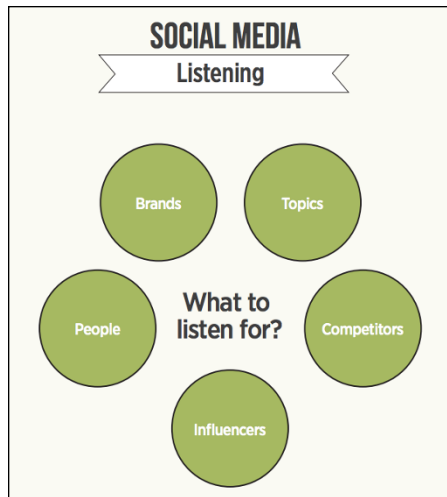 SOCIAL MEDIA
Listening
Brands
Topics
People
What to
listen for?
Competitors
Influencers